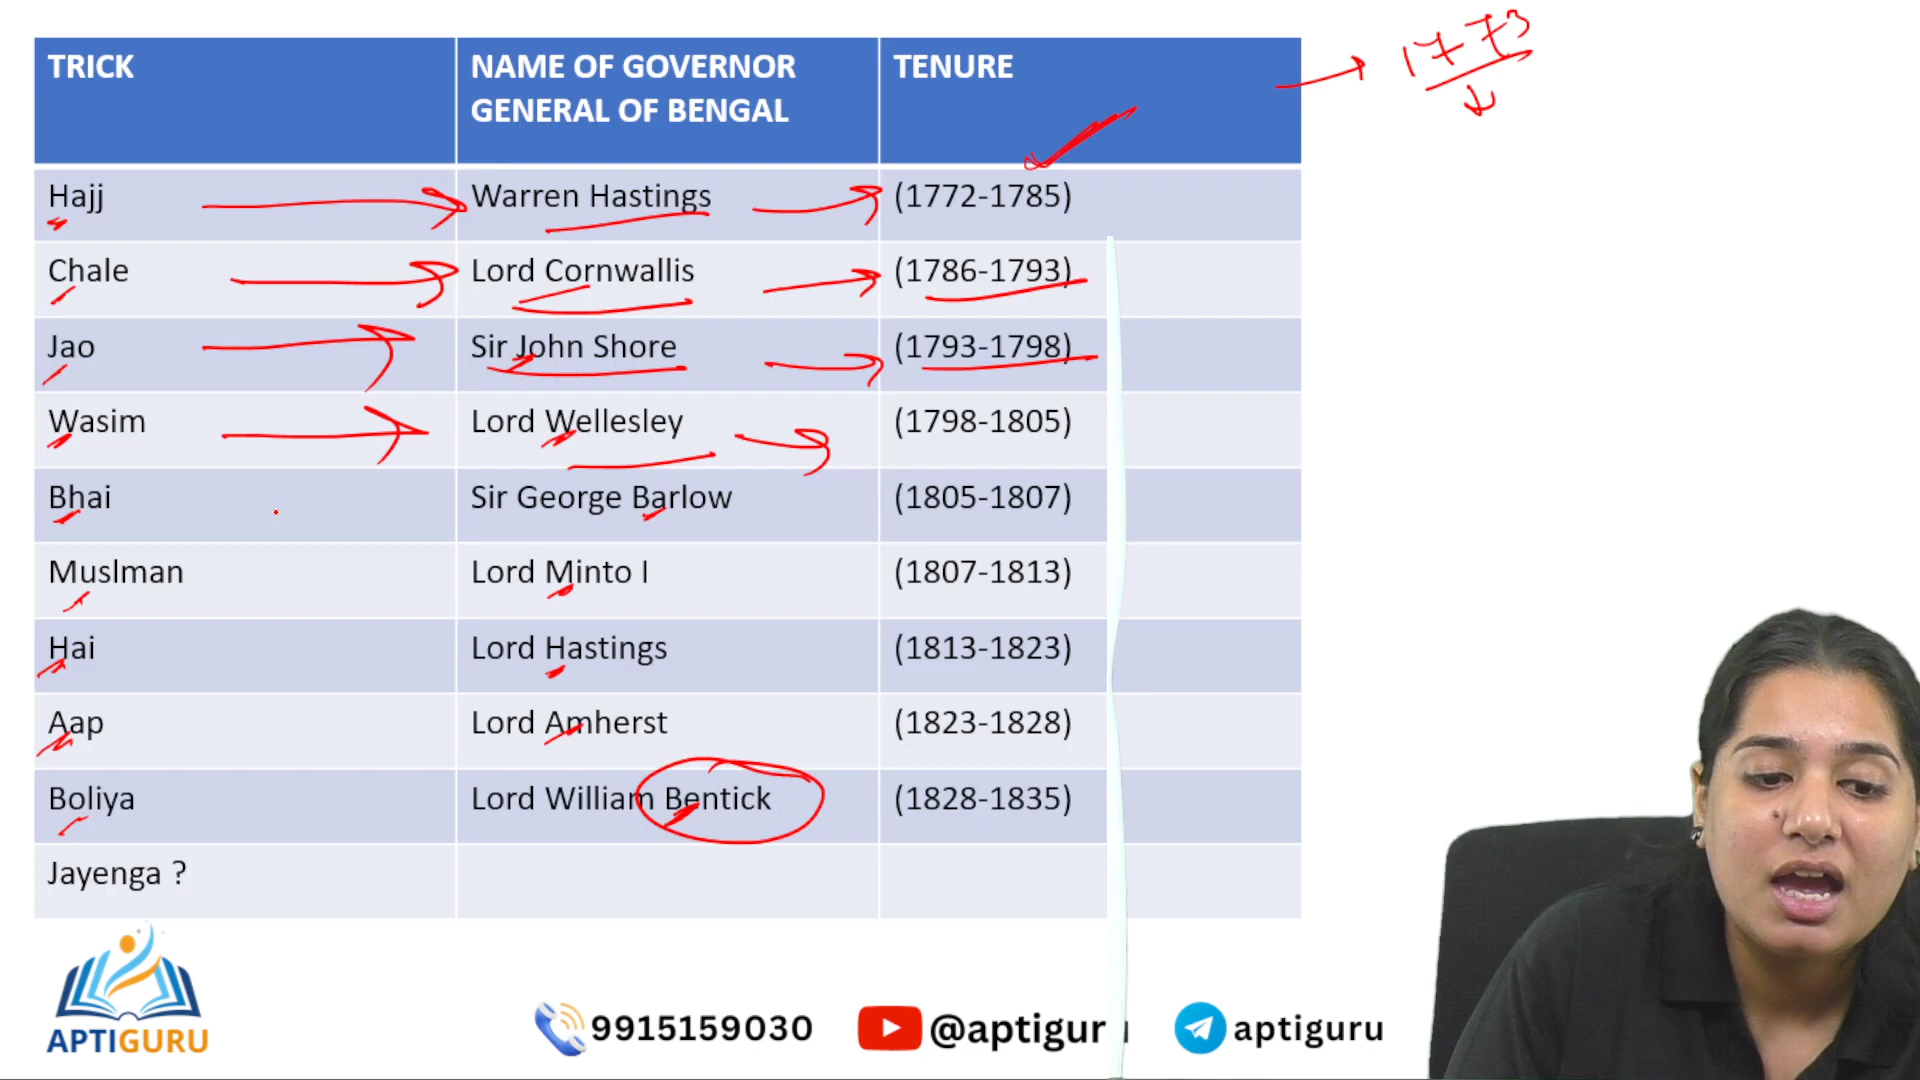 TRICK
NAME OF GOVERNOR
GENERAL OF BENGAL
TENURE
1773
Hajj Warren Hastings (1772-1785)
Chale Lord Cornwallis (1786-1793)
Jao Sir John Shore (1793-1798)
Wasim Lord Wellesley (1798-1805)
Bhai Sir George Barlow (1805-1807)
Muslman Lord Minto I (1807-1813)
Hai Lord Hastings (1813-1823)
Aap Lord Amherst (1823-1828)
Boliya Lord William Bentick (1828-1835)
Jayenga ?
APTIGURU
9915159030
@aptiguru
aptiguru